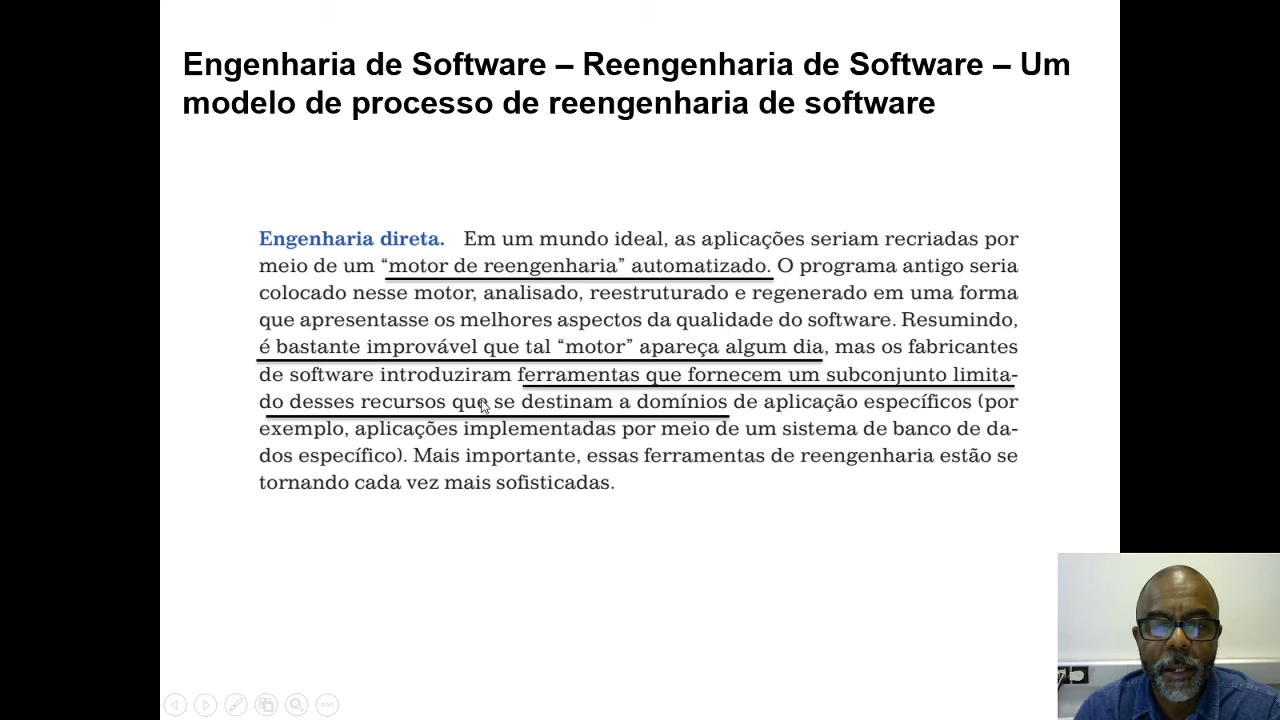 Engenharia de Software – Reengenharia de Software – Um
modelo de processo de reengenharia de software
Engenharia direta. Em um mundo ideal, as aplicações seriam recriadas por
meio de um “motor de reengenharia” automatizado. O programa antigo seria
colocado nesse motor, analisado, reestruturado e regenerado em uma forma
que apresentasse os melhores aspectos da qualidade do software. Resumindo,
é bastante improvável que tal “motor” apareça algum dia, mas os fabricantes
de software introduziram ferramentas que fornecem um subconjunto limita-
do desses recursos que se destinam a domínios de aplicação específicos (por
exemplo, aplicações implementadas por meio de um sistema de banco de da-
dos específico). Mais importante, essas ferramentas de reengenharia estão se
tornando cada vez mais sofisticadas.